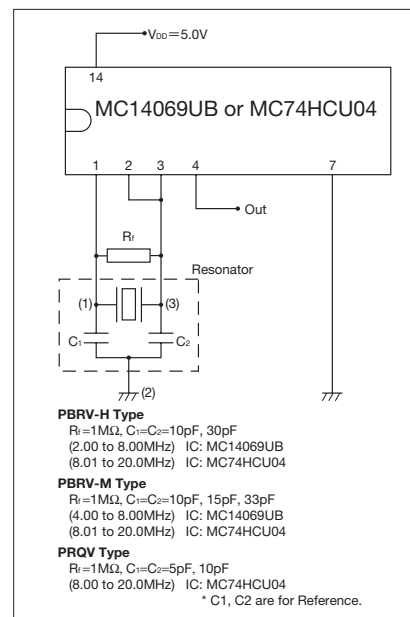 VDD=5.0V
14
MC14069UB or MC74HCU04
1 2 3 4 7
Out
Rf
Resonator
(1) (3)
C1 C2
(2)
PBRV-H Type
Rf=1MΩ, C1=C2=10pF, 30pF
(2.00 to 8.00MHz) IC: MC14069UB
(8.01 to 20.0MHz) IC: MC74HCU04
PBRV-M Type
Rf=1MΩ, C1=C2=10pF, 15pF, 33pF
(4.00 to 8.00MHz) IC: MC14069UB
(8.01 to 20.0MHz) IC: MC74HCU04
PRQV Type
Rf=1MΩ, C1=C2=5pF, 10pF
(8.00 to 20.0MHz) IC: MC74HCU04
* C1, C2 are for Reference.